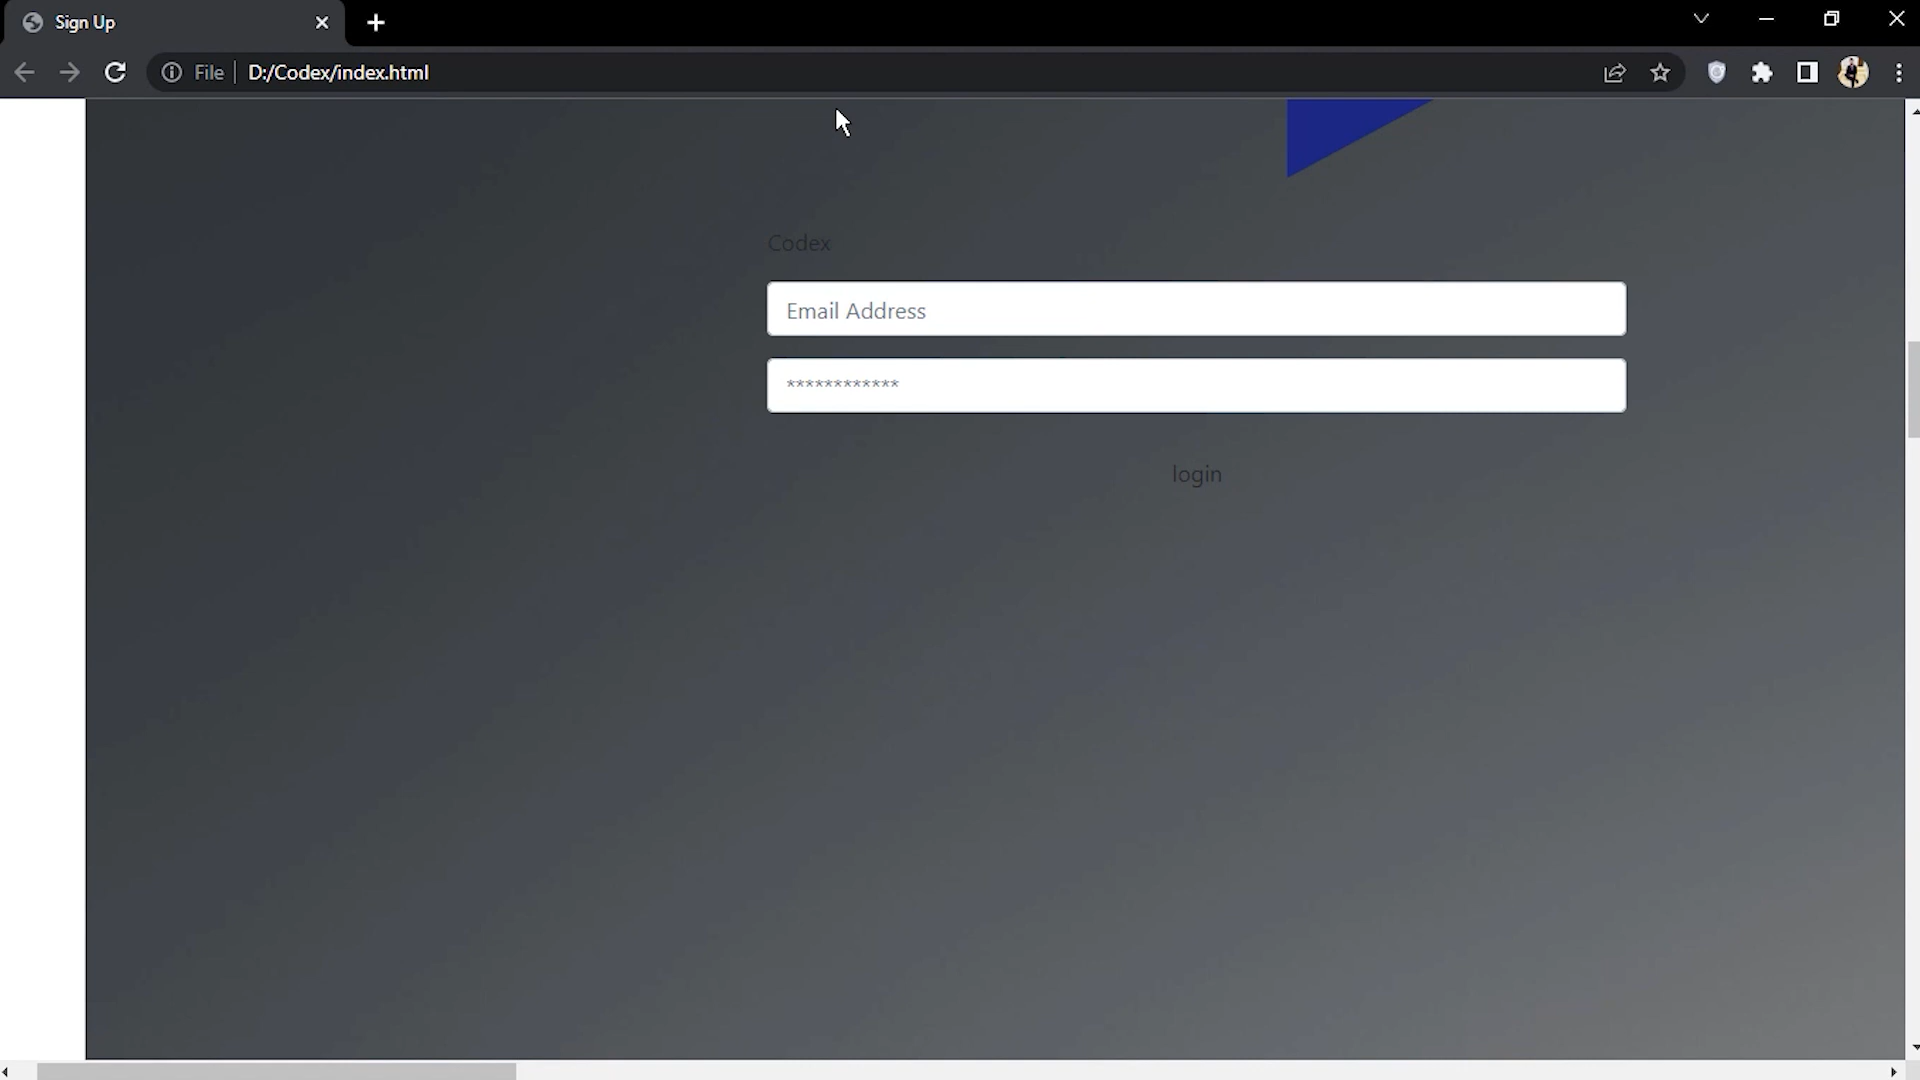 Sign Up
File D:/Codex/index.html
Codex
Email Address
************
login